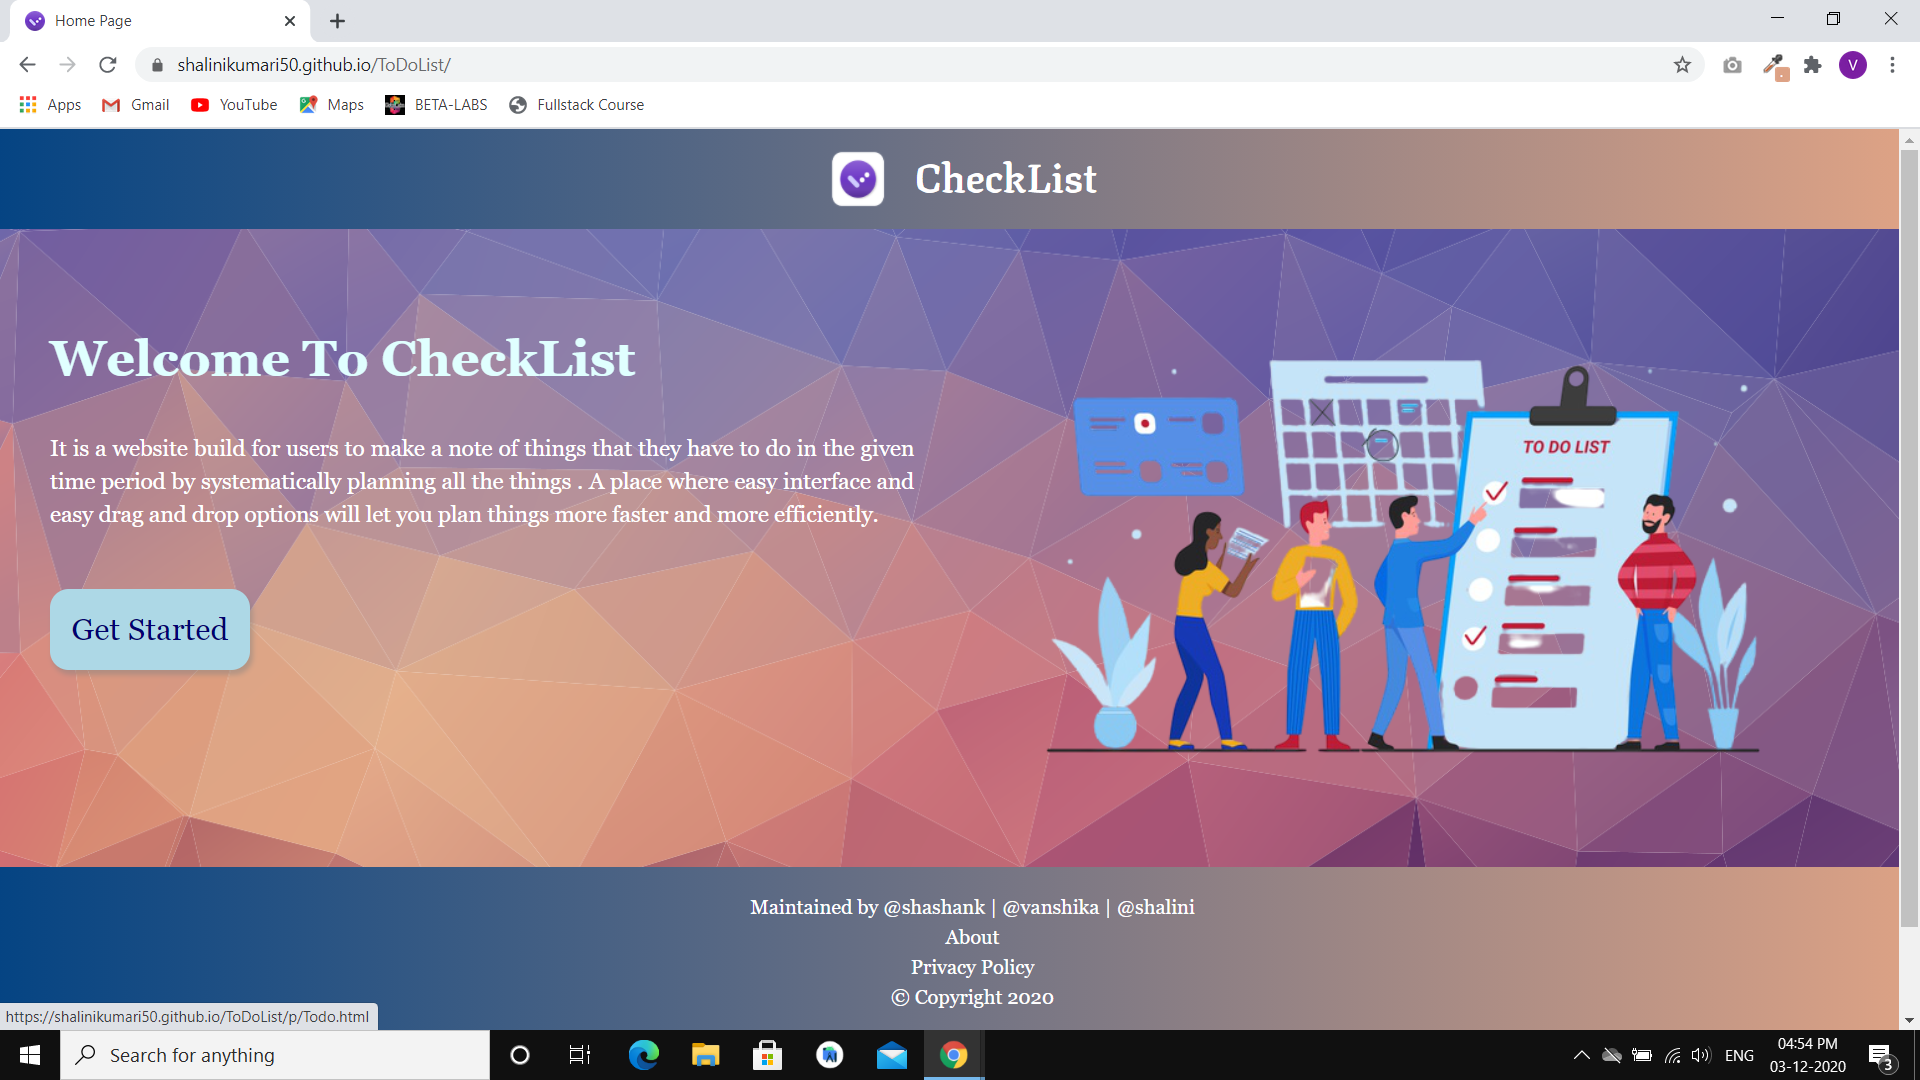 Home Page
shalinikumari50.github.io/ToDoList/
V
Apps
Gmail
YouTube
Maps
BETA-LABS
Fullstack Course
CheckList
Welcome To CheckList
It is a website build for users to make a note of things that they have to do in the given
time period by systematically planning all the things . A place where easy interface and
easy drag and drop options will let you plan things more faster and more efficiently.
Get Started
TO DO LIST
Maintained by @shashank | @vanshika | @shalini
About
Privacy Policy
© Copyright 2020
https://shalinikumari50.github.io/ToDoList/p/Todo.html
Search for anything
ENG
04:54 PM
03-12-2020
3